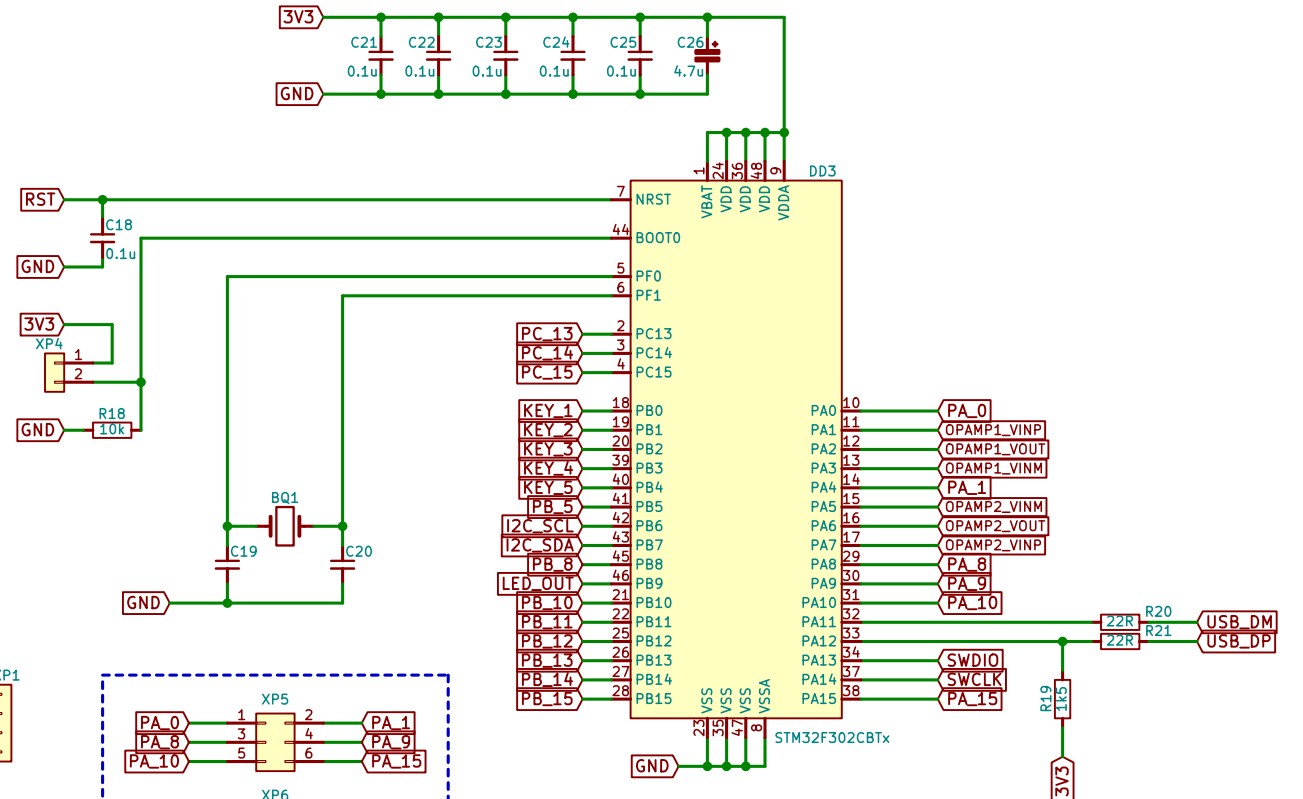 3V3
C21 C22 C23 C24 C25 C26
0.1u 0.1u 0.1u 0.1u 0.1u 4.7u
GND
1 24 36 48 9
DD3
VBAT VDD VDD VDD VDDA
RST
7 NRST
C18
0.1u
GND
44 BOOT0
5 PF0
6 PF1
3V3
XP4
1
2
R18
GND 10k
PC_13 2 PC13
PC_14 3 PC14
PC_15 4 PC15
KEY_1 18 PB0 PA0 10 PA_0
KEY_2 19 PB1 PA1 11 OPAMP1_VINP
KEY_3 20 PB2 PA2 12 OPAMP1_VOUT
KEY_4 39 PB3 PA3 13 OPAMP1_VINM
KEY_5 40 PB4 PA4 14 PA_1
PB_5 41 PB5 PA5 15 OPAMP2_VINM
I2C_SCL 42 PB6 PA6 16 OPAMP2_VOUT
I2C_SDA 43 PB7 PA7 17 OPAMP2_VINP
PB_8 45 PB8 PA8 29 PA_8
LED_OUT 46 PB9 PA9 30 PA_9
PB_10 21 PB10 PA10 31 PA_10
PB_11 22 PB11 PA11 32 22R R20 USB_DM
PB_12 25 PB12 PA12 33 22R R21 USB_DP
PB_13 26 PB13 PA13 34 SWDIO
PB_14 27 PB14 PA14 37 SWCLK
PB_15 28 PB15 PA15 38 PA_15
BQ1
C19 C20
GND
R19 1k5
3V3
VSS VSS VSS VSSA
23 35 47 8
STM32F302CBTx
GND
P1
XP5
PA_0 1 2 PA_1
PA_8 3 4 PA_9
PA_10 5 6 PA_15
XP6